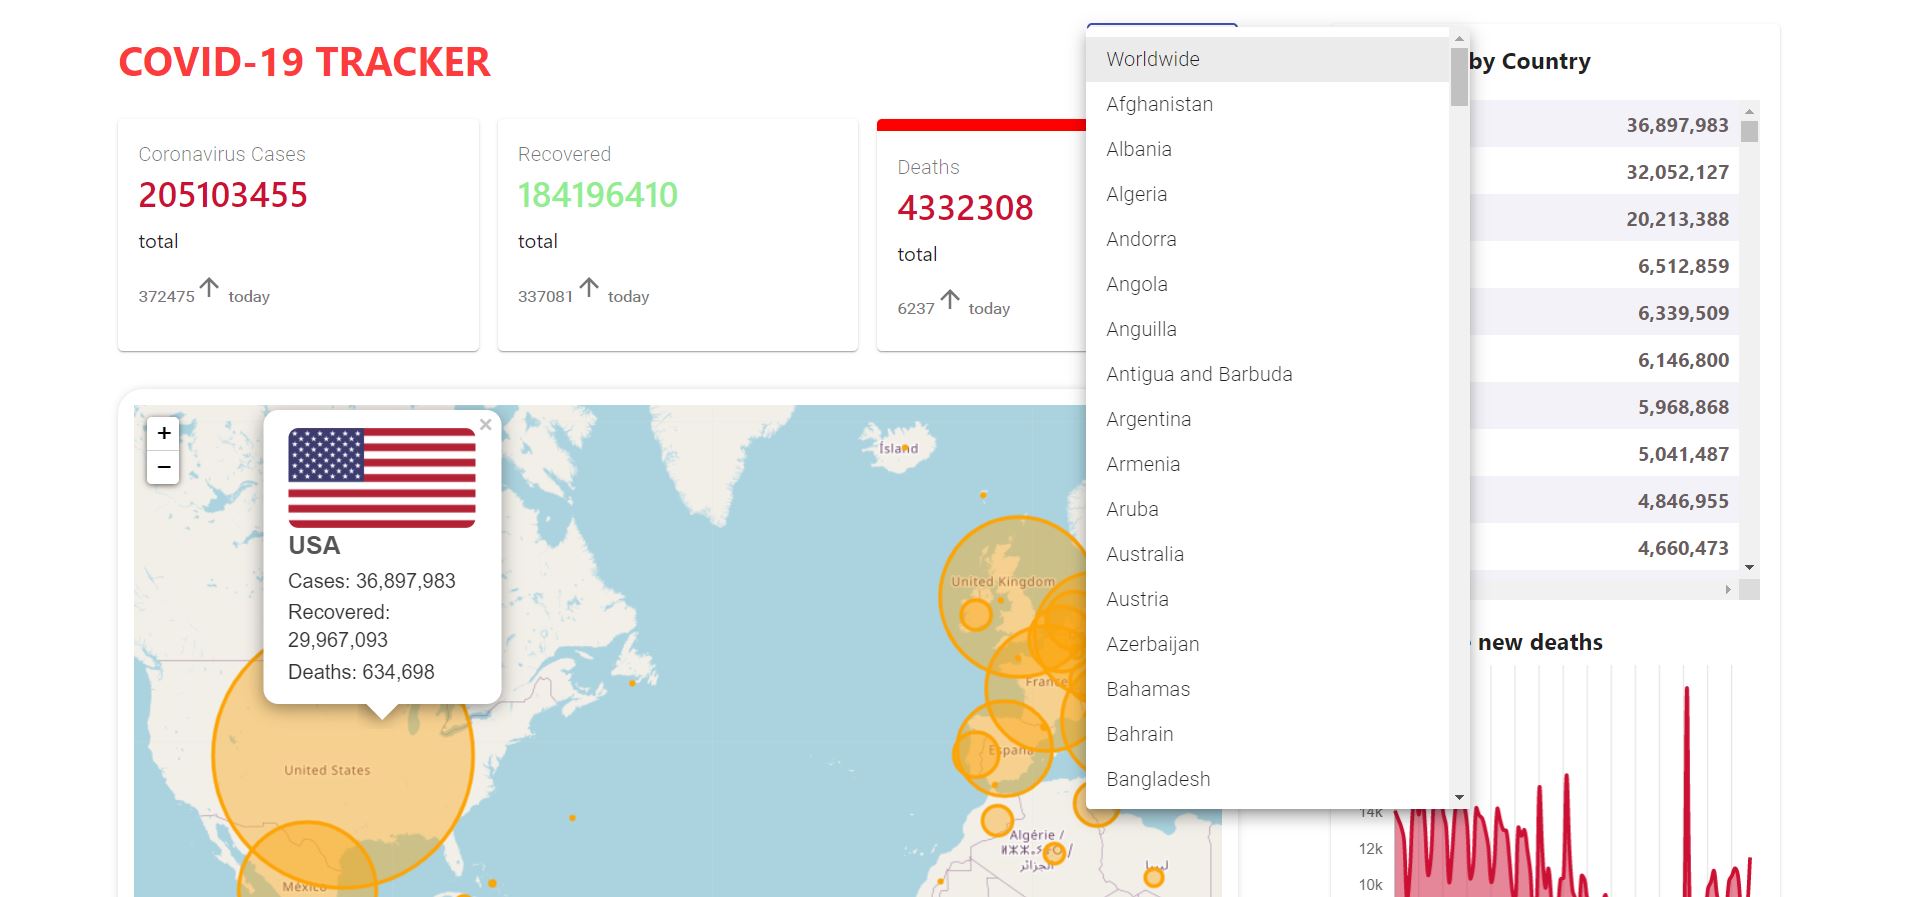 COVID-19 TRACKER
Coronavirus Cases
205103455
total
372475 today
Recovered
184196410
total
337081 today
Deaths
4332308
total
6237 today
Worldwide
Afghanistan
Albania
Algeria
Andorra
Angola
Anguilla
Antigua and Barbuda
Argentina
Armenia
Aruba
Australia
Austria
Azerbaijan
Bahamas
Bahrain
Bangladesh
by Country
36,897,983
32,052,127
20,213,388
6,512,859
6,339,509
6,146,800
5,968,868
5,041,487
4,846,955
4,660,473
new deaths
14k
12k
10k
+
−
×
USA
Cases: 36,897,983
Recovered:
29,967,093
Deaths: 634,698
United States
México
Ísland
United Kingdom
France
España
Algérie /
الجزائر
ليبيا